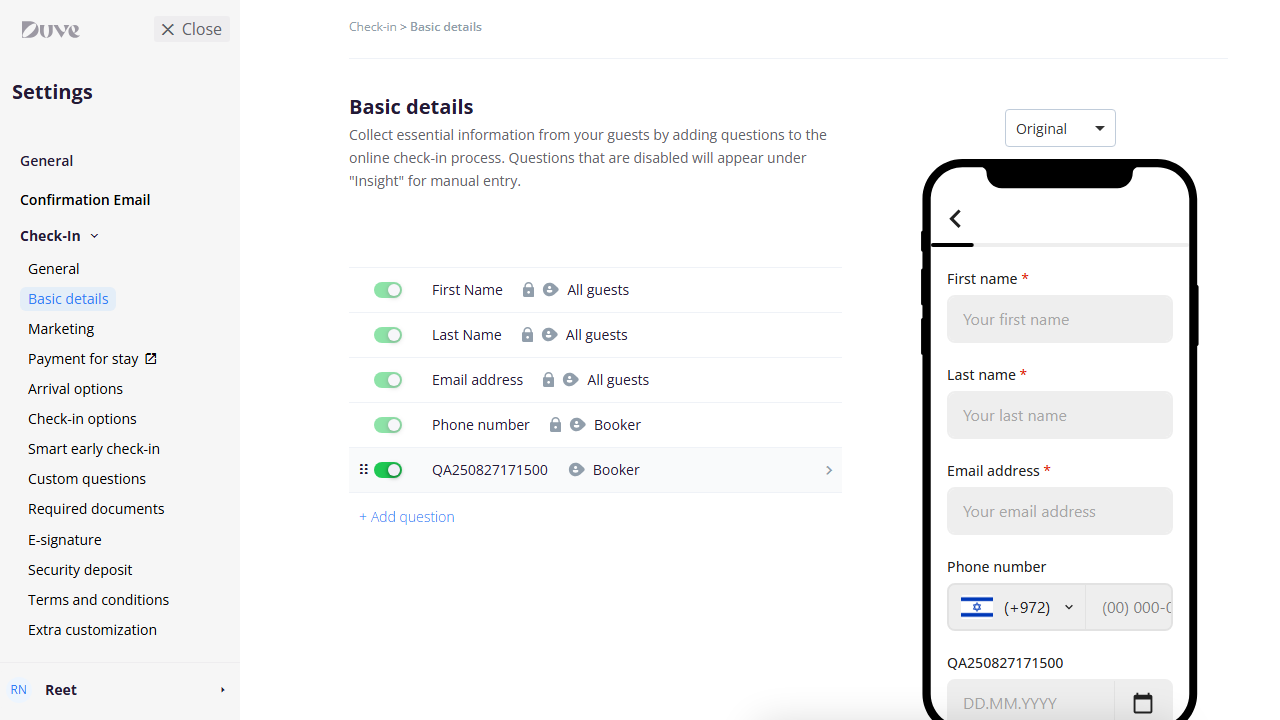 Duve
Close
Settings
General
Confirmation Email
Check-In
General
Basic details
Marketing
Payment for stay
Arrival options
Check-in options
Smart early check-in
Custom questions
Required documents
E-signature
Security deposit
Terms and conditions
Extra customization
RN Reet
Check-in > Basic details
Basic details
Collect essential information from your guests by adding questions to the
online check-in process. Questions that are disabled will appear under
"Insight" for manual entry.
First Name All guests
Last Name All guests
Email address All guests
Phone number Booker
QA250827171500 Booker
+ Add question
Original
First name *
Your first name
Last name *
Your last name
Email address *
Your email address
Phone number
(+972) (00) 000-0
QA250827171500
DD.MM.YYYY